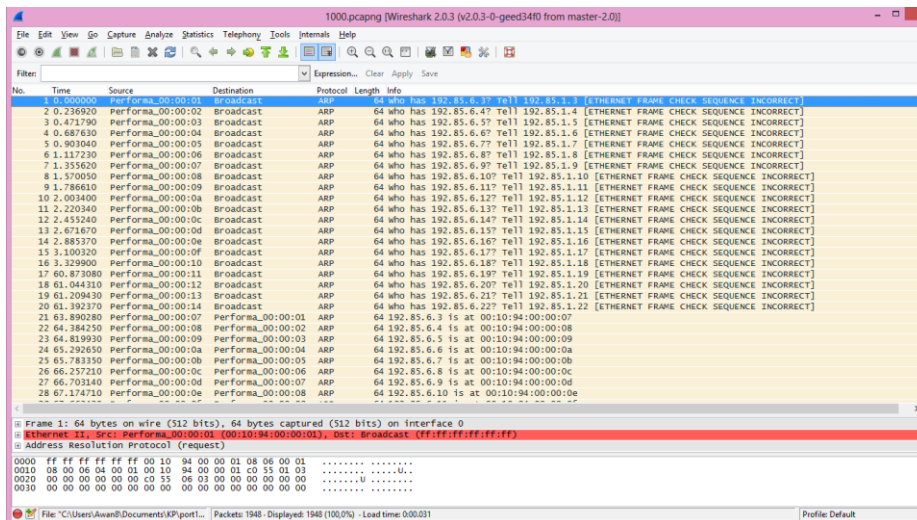 1000.pcapng [Wireshark 2.0.3 (v2.0.3-0-geed34f0 from master-2.0)]
File Edit View Go Capture Analyze Statistics Telephony Tools Internals Help
Filter: Expression... Clear Apply Save
No. Time Source Destination Protocol Length Info
1 0.000000 Performa_00:00:01 Broadcast ARP 64 who has 192.85.6.3? Tell 192.85.1.3 [ETHERNET FRAME CHECK SEQUENCE INCORRECT]
2 0.236920 Performa_00:00:02 Broadcast ARP 64 who has 192.85.6.4? Tell 192.85.1.4 [ETHERNET FRAME CHECK SEQUENCE INCORRECT]
3 0.471790 Performa_00:00:03 Broadcast ARP 64 who has 192.85.6.5? Tell 192.85.1.5 [ETHERNET FRAME CHECK SEQUENCE INCORRECT]
4 0.687630 Performa_00:00:04 Broadcast ARP 64 who has 192.85.6.6? Tell 192.85.1.6 [ETHERNET FRAME CHECK SEQUENCE INCORRECT]
5 0.903040 Performa_00:00:05 Broadcast ARP 64 who has 192.85.6.7? Tell 192.85.1.7 [ETHERNET FRAME CHECK SEQUENCE INCORRECT]
6 1.117230 Performa_00:00:06 Broadcast ARP 64 who has 192.85.6.8? Tell 192.85.1.8 [ETHERNET FRAME CHECK SEQUENCE INCORRECT]
7 1.355620 Performa_00:00:07 Broadcast ARP 64 who has 192.85.6.9? Tell 192.85.1.9 [ETHERNET FRAME CHECK SEQUENCE INCORRECT]
8 1.570050 Performa_00:00:08 Broadcast ARP 64 who has 192.85.6.10? Tell 192.85.1.10 [ETHERNET FRAME CHECK SEQUENCE INCORRECT]
9 1.786610 Performa_00:00:09 Broadcast ARP 64 who has 192.85.6.11? Tell 192.85.1.11 [ETHERNET FRAME CHECK SEQUENCE INCORRECT]
10 2.003400 Performa_00:00:0a Broadcast ARP 64 who has 192.85.6.12? Tell 192.85.1.12 [ETHERNET FRAME CHECK SEQUENCE INCORRECT]
11 2.220340 Performa_00:00:0b Broadcast ARP 64 who has 192.85.6.13? Tell 192.85.1.13 [ETHERNET FRAME CHECK SEQUENCE INCORRECT]
12 2.455240 Performa_00:00:0c Broadcast ARP 64 who has 192.85.6.14? Tell 192.85.1.14 [ETHERNET FRAME CHECK SEQUENCE INCORRECT]
13 2.671670 Performa_00:00:0d Broadcast ARP 64 who has 192.85.6.15? Tell 192.85.1.15 [ETHERNET FRAME CHECK SEQUENCE INCORRECT]
14 2.885370 Performa_00:00:0e Broadcast ARP 64 who has 192.85.6.16? Tell 192.85.1.16 [ETHERNET FRAME CHECK SEQUENCE INCORRECT]
15 3.100320 Performa_00:00:0f Broadcast ARP 64 who has 192.85.6.17? Tell 192.85.1.17 [ETHERNET FRAME CHECK SEQUENCE INCORRECT]
16 3.329900 Performa_00:00:10 Broadcast ARP 64 who has 192.85.6.18? Tell 192.85.1.18 [ETHERNET FRAME CHECK SEQUENCE INCORRECT]
17 60.873080 Performa_00:00:11 Broadcast ARP 64 who has 192.85.6.19? Tell 192.85.1.19 [ETHERNET FRAME CHECK SEQUENCE INCORRECT]
18 61.044310 Performa_00:00:12 Broadcast ARP 64 who has 192.85.6.20? Tell 192.85.1.20 [ETHERNET FRAME CHECK SEQUENCE INCORRECT]
19 61.209430 Performa_00:00:13 Broadcast ARP 64 who has 192.85.6.21? Tell 192.85.1.21 [ETHERNET FRAME CHECK SEQUENCE INCORRECT]
20 61.392370 Performa_00:00:14 Broadcast ARP 64 who has 192.85.6.22? Tell 192.85.1.22 [ETHERNET FRAME CHECK SEQUENCE INCORRECT]
21 63.890280 Performa_00:00:07 Performa_00:00:01 ARP 64 192.85.6.3 is at 00:10:94:00:00:07
22 64.384250 Performa_00:00:08 Performa_00:00:02 ARP 64 192.85.6.4 is at 00:10:94:00:00:08
23 64.819930 Performa_00:00:09 Performa_00:00:03 ARP 64 192.85.6.5 is at 00:10:94:00:00:09
24 65.292650 Performa_00:00:0a Performa_00:00:04 ARP 64 192.85.6.6 is at 00:10:94:00:00:0a
25 65.783350 Performa_00:00:0b Performa_00:00:05 ARP 64 192.85.6.7 is at 00:10:94:00:00:0b
26 66.257210 Performa_00:00:0c Performa_00:00:06 ARP 64 192.85.6.8 is at 00:10:94:00:00:0c
27 66.703140 Performa_00:00:0d Performa_00:00:07 ARP 64 192.85.6.9 is at 00:10:94:00:00:0d
28 67.174710 Performa_00:00:0e Performa_00:00:08 ARP 64 192.85.6.10 is at 00:10:94:00:00:0e
Frame 1: 64 bytes on wire (512 bits), 64 bytes captured (512 bits) on interface 0
Ethernet II, Src: Performa_00:00:01 (00:10:94:00:00:01), Dst: Broadcast (ff:ff:ff:ff:ff:ff)
Address Resolution Protocol (request)
0000 ff ff ff ff ff ff 00 10 94 00 00 01 08 06 00 01 ........ ........
0010 08 00 06 04 00 01 00 10 94 00 00 01 c0 55 01 03 ........ .....U..
0020 00 00 00 00 00 00 c0 55 06 03 00 00 00 00 00 00 .......U ........
0030 00 00 00 00 00 00 00 00 00 00 00 00 00 00 00 00 ........ ........
File: "C:\Users\Awan8\Documents\KP\port1... Packets: 1948 · Displayed: 1948 (100,0%) · Load time: 0:00.031 Profile: Default